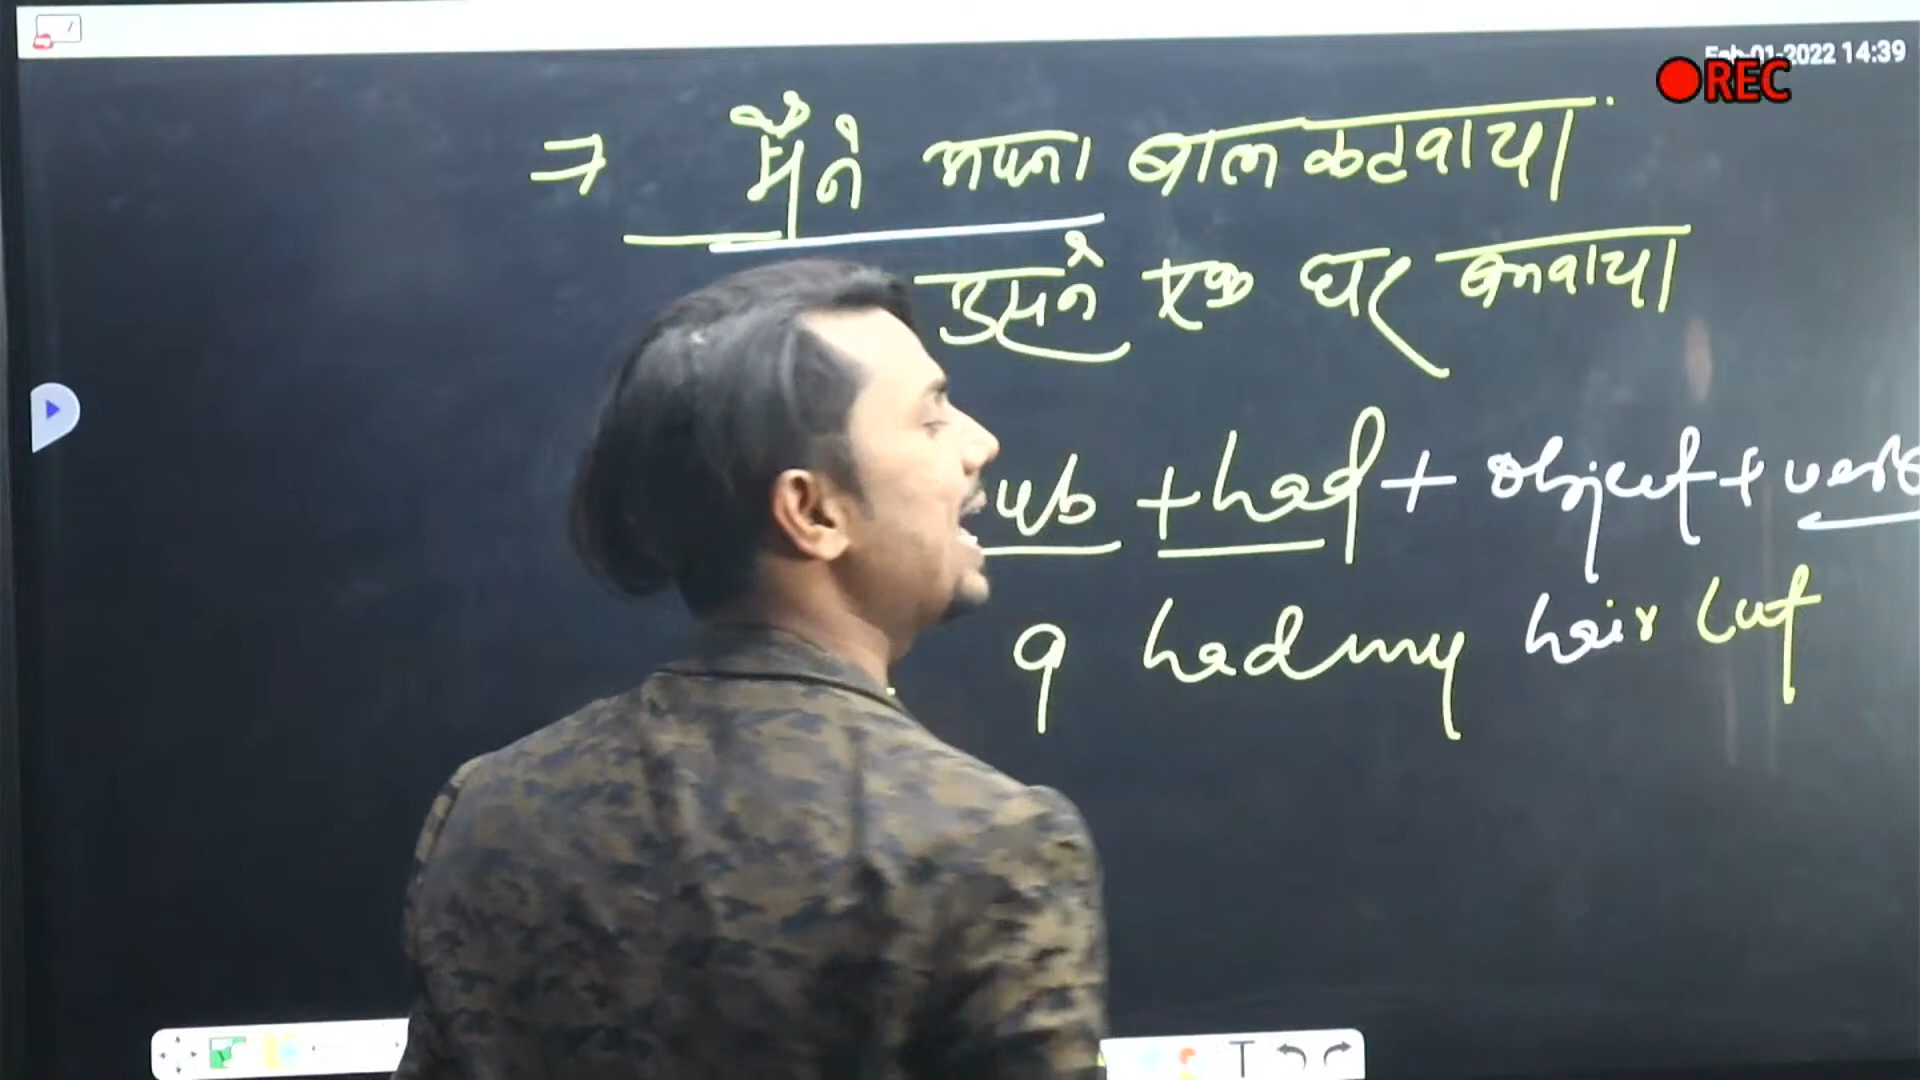 Feb-01-2022 14:39
REC
⇒ मैंने अपना बाल कटवाया
उसने एक घर बनवाया
ub + had + object + verb
I had my hair cut
T